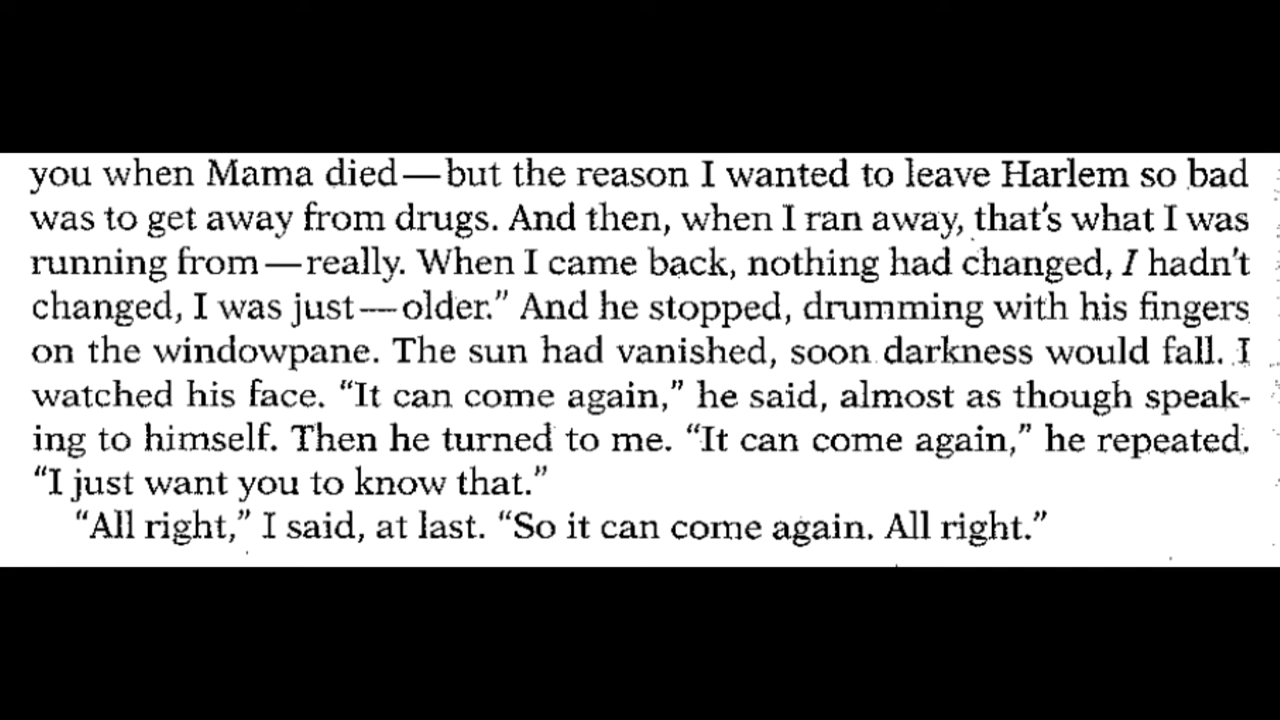 you when Mama died—but the reason I wanted to leave Harlem so bad
was to get away from drugs. And then, when I ran away, that's what I was
running from—really. When I came back, nothing had changed, I hadn't
changed, I was just—older.” And he stopped, drumming with his fingers
on the windowpane. The sun had vanished, soon darkness would fall. I
watched his face. “It can come again,” he said, almost as though speak-
ing to himself. Then he turned to me. “It can come again,” he repeated.
“I just want you to know that.”
“All right,” I said, at last. “So it can come again. All right.”